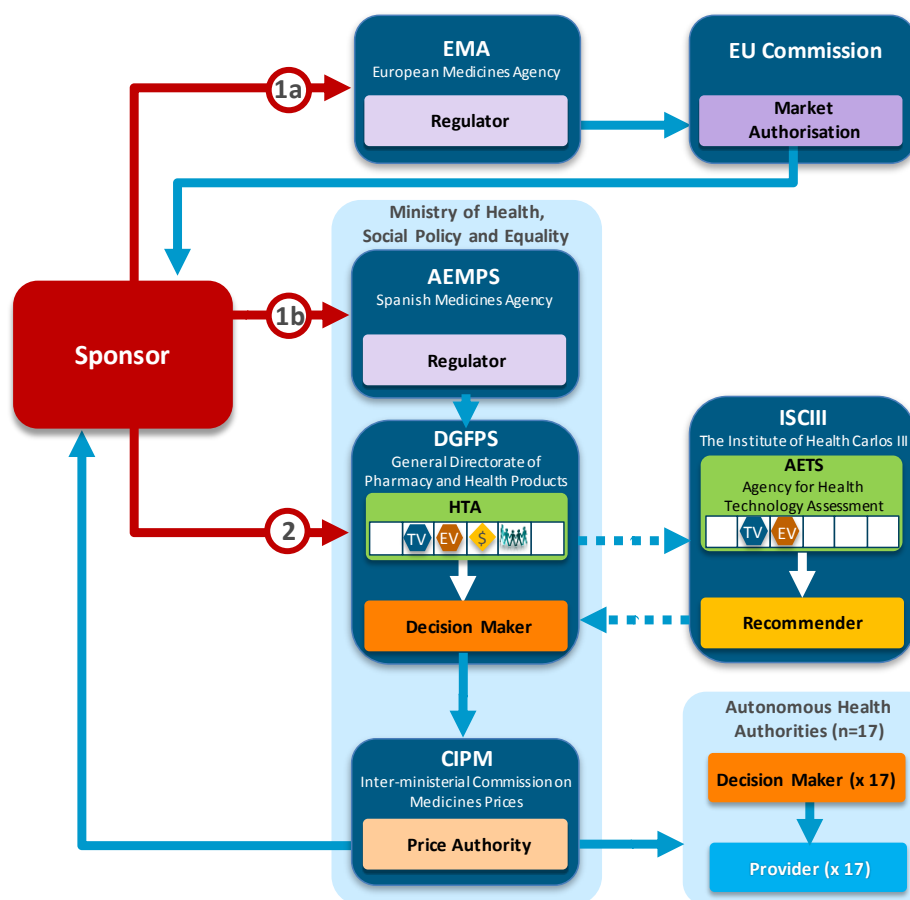 EMA
European Medicines Agency
Regulator
EU Commission
Market
Authorisation
1a
Ministry of Health,
Social Policy and Equality
AEMPS
Spanish Medicines Agency
Regulator
1b
Sponsor
DGFPS
General Directorate of
Pharmacy and Health Products
HTA
TV
EV
$
Decision Maker
2
ISCIII
The Institute of Health Carlos III
AETS
Agency for Health
Technology Assessment
TV
EV
Recommender
CIPM
Inter-ministerial Commission on
Medicines Prices
Price Authority
Autonomous Health
Authorities (n=17)
Decision Maker (x 17)
Provider (x 17)